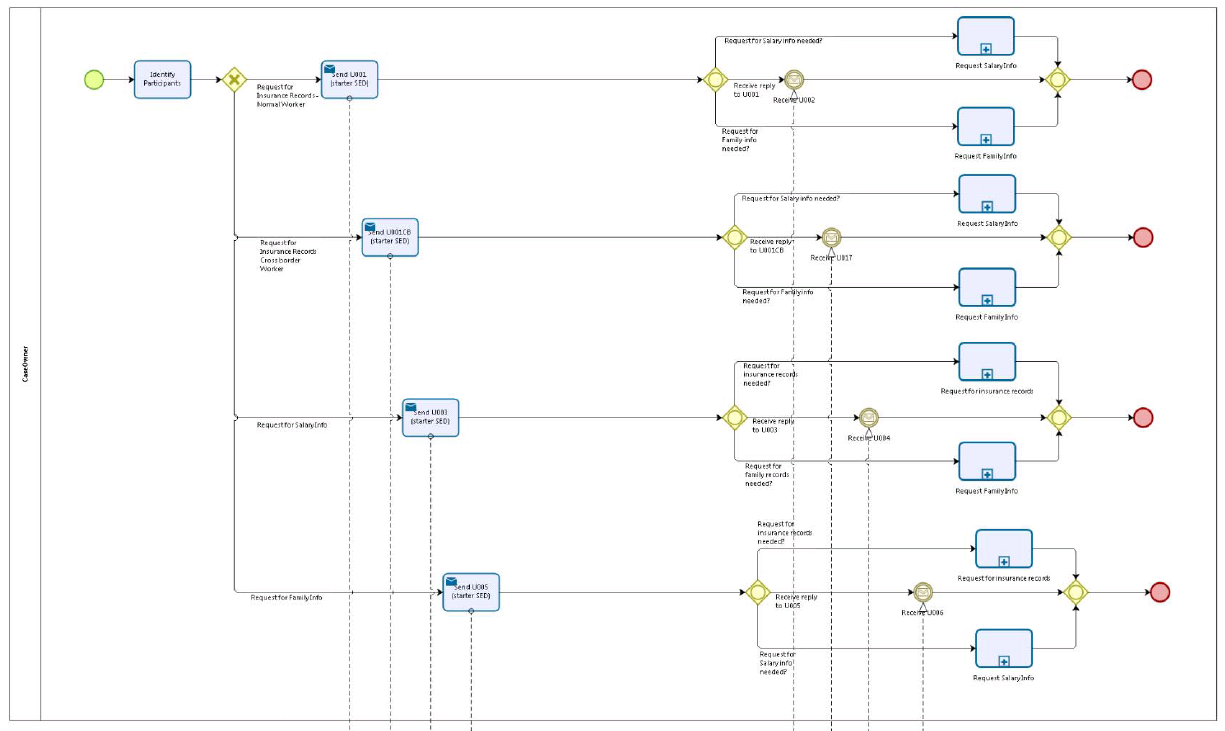 CaseOwner
Identify
Participants
Request for
Insurance Records -
Normal Worker
Send U001
(starter SED)
Request for Salary info needed?
Receive reply
to U001
Receive U002
Request for
Family info
needed?
Request SalaryInfo
Request FamilyInfo
Request for
Insurance Records
Cross border
Worker
Send U001CB
(starter SED)
Request for Salary info needed?
Receive reply
to U001CB
Receive U017
Request for Family info
needed?
Request SalaryInfo
Request FamilyInfo
Request for SalaryInfo
Send U003
(starter SED)
Request for
insurance records
needed?
Receive reply
to U003
Receive U004
Request for
family records
needed?
Request for insurance records
Request FamilyInfo
Request for FamilyInfo
Send U005
(starter SED)
Request for
insurance records
needed?
Receive reply
to U005
Receive U006
Request for
Salary info
needed?
Request for insurance records
Request SalaryInfo